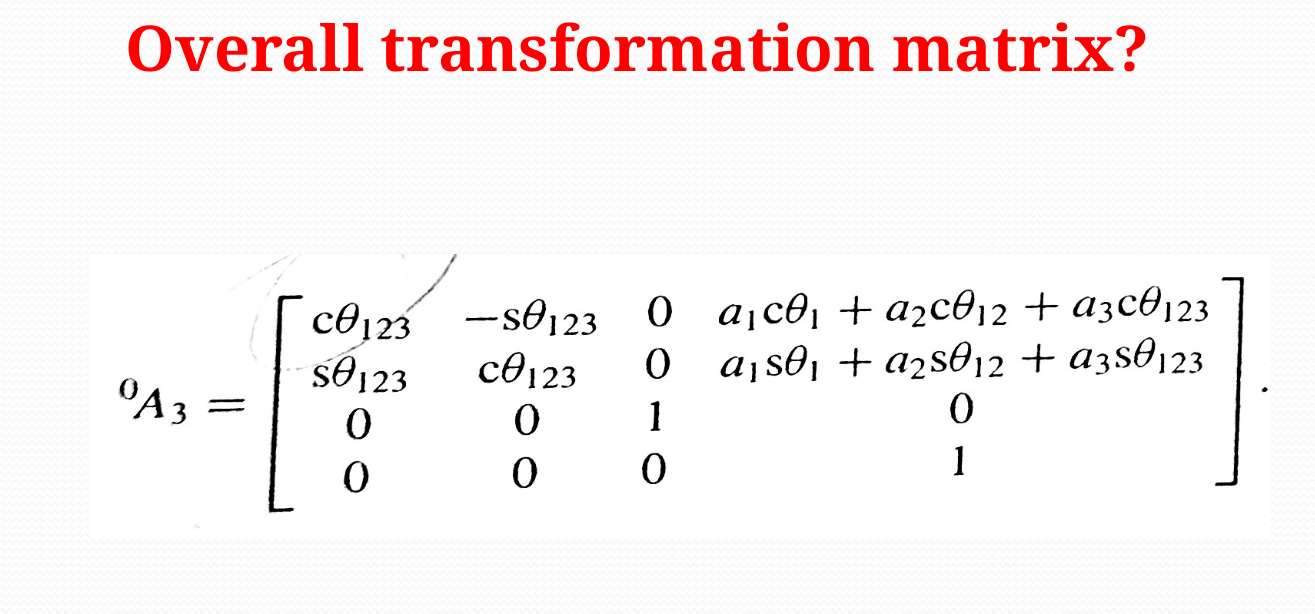 Overall transformation matrix?
cθ₁₂₃ −sθ₁₂₃ 0 a₁cθ₁ + a₂cθ₁₂ + a₃cθ₁₂₃
sθ₁₂₃ cθ₁₂₃ 0 a₁sθ₁ + a₂sθ₁₂ + a₃sθ₁₂₃
⁰A₃ =
0 0 1 0
0 0 0 1
.